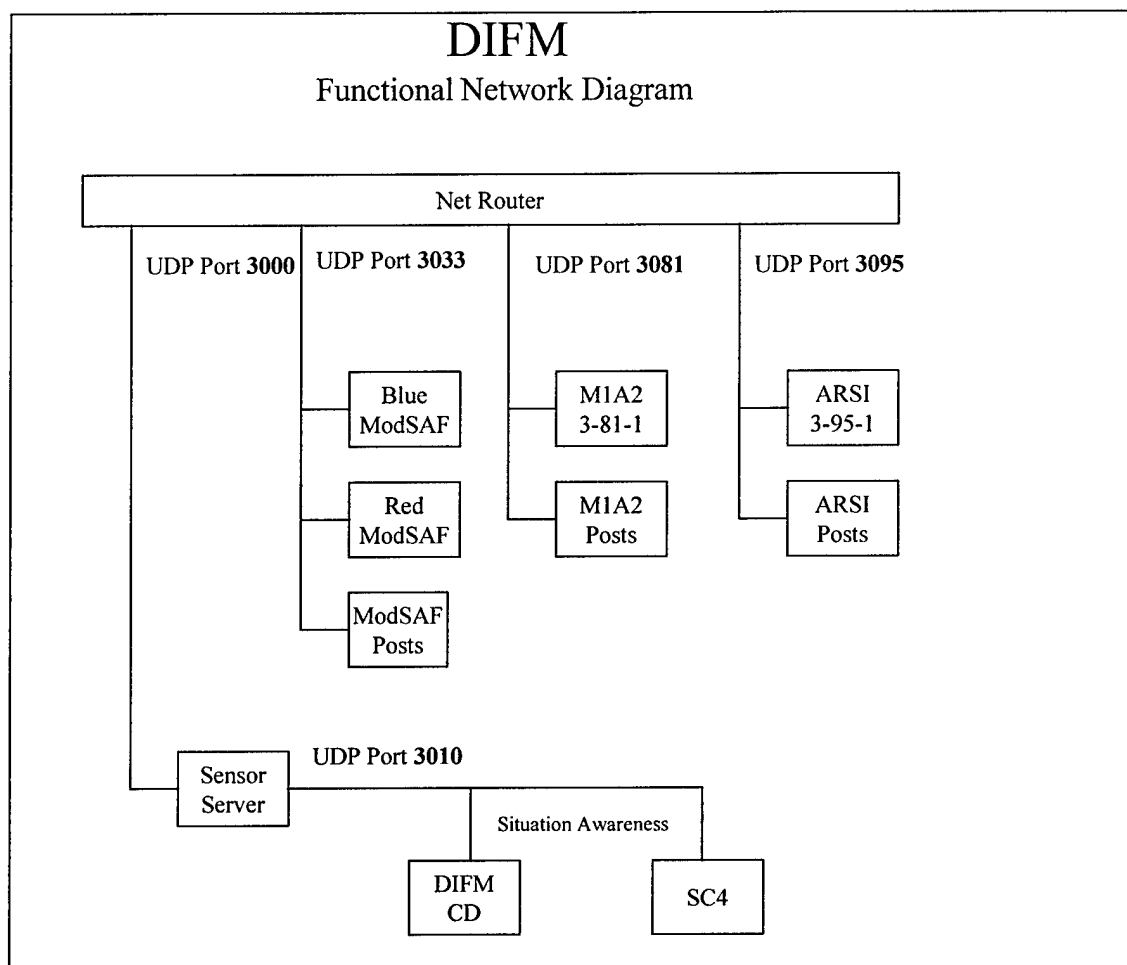 DIFM
Functional Network Diagram
Net Router
UDP Port 3000
UDP Port 3033
UDP Port 3081
UDP Port 3095
Blue
ModSAF
M1A2
3-81-1
ARSI
3-95-1
Red
ModSAF
M1A2
Posts
ARSI
Posts
ModSAF
Posts
Sensor
Server
UDP Port 3010
Situation Awareness
DIFM
CD
SC4